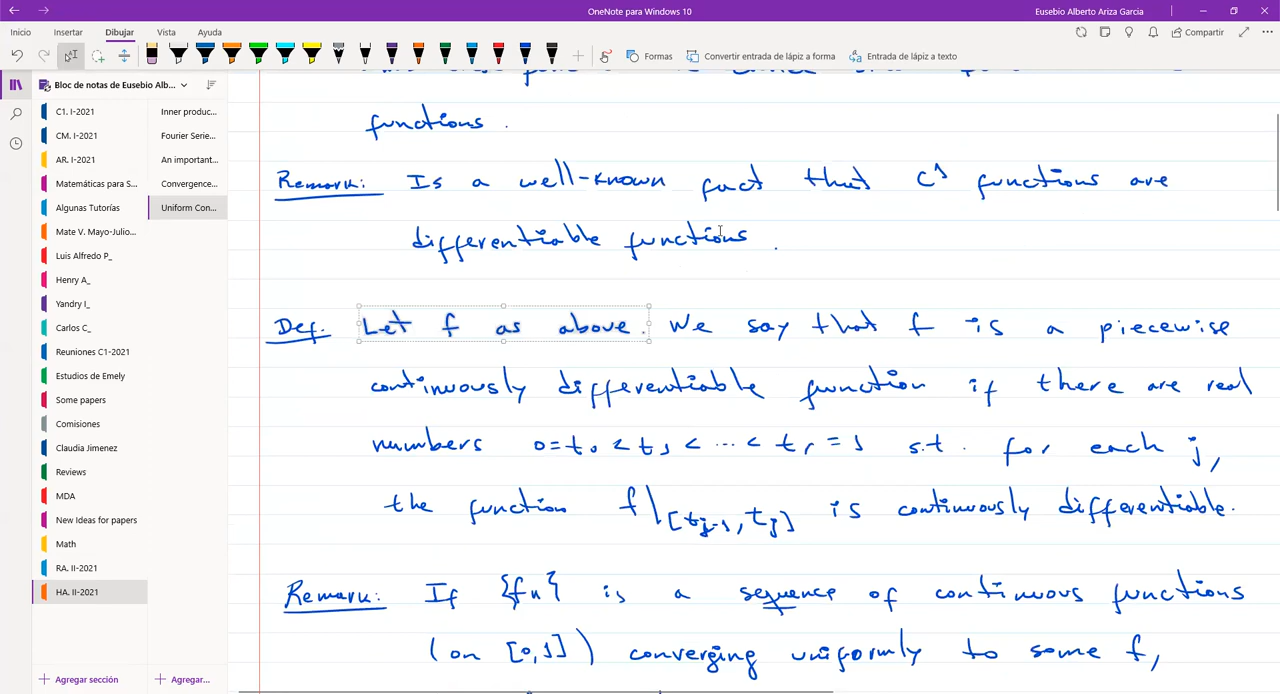 OneNote para Windows 10
Eusebio Alberto Ariza Garcia
Inicio Insertar Dibujar Vista Ayuda
Compartir
Formas Convertir entrada de lápiz a forma Entrada de lápiz a texto
Bloc de notas de Eusebio Alb...
C1. I-2021
CM. I-2021
AR. I-2021
Matemáticas para S...
Algunas Tutorías
Mate V. Mayo-Julio...
Luis Alfredo P_
Henry A_
Yandry I_
Carlos C_
Reuniones C1-2021
Estudios de Emely
Some papers
Comisiones
Claudia Jimenez
Reviews
MDA
New Ideas for papers
Math
RA. II-2021
HA. II-2021
Agregar sección
Inner produc...
Fourier Serie...
An important...
Convergence...
Uniform Con...
Agregar...
functions.
Remark: Is a well-known fact that C¹ functions are
differentiable functions.
Def. Let f as above. We say that f is a piecewise
continuously differentiable function if there are real
numbers 0=t₀<t₁<...<tᵣ=1 s.t. for each j,
the function f|[tj-1, tj] is continuously differentiable.
Remark: If {fn} is a sequence of continuous functions
(on [0,1]) converging uniformly to some f,